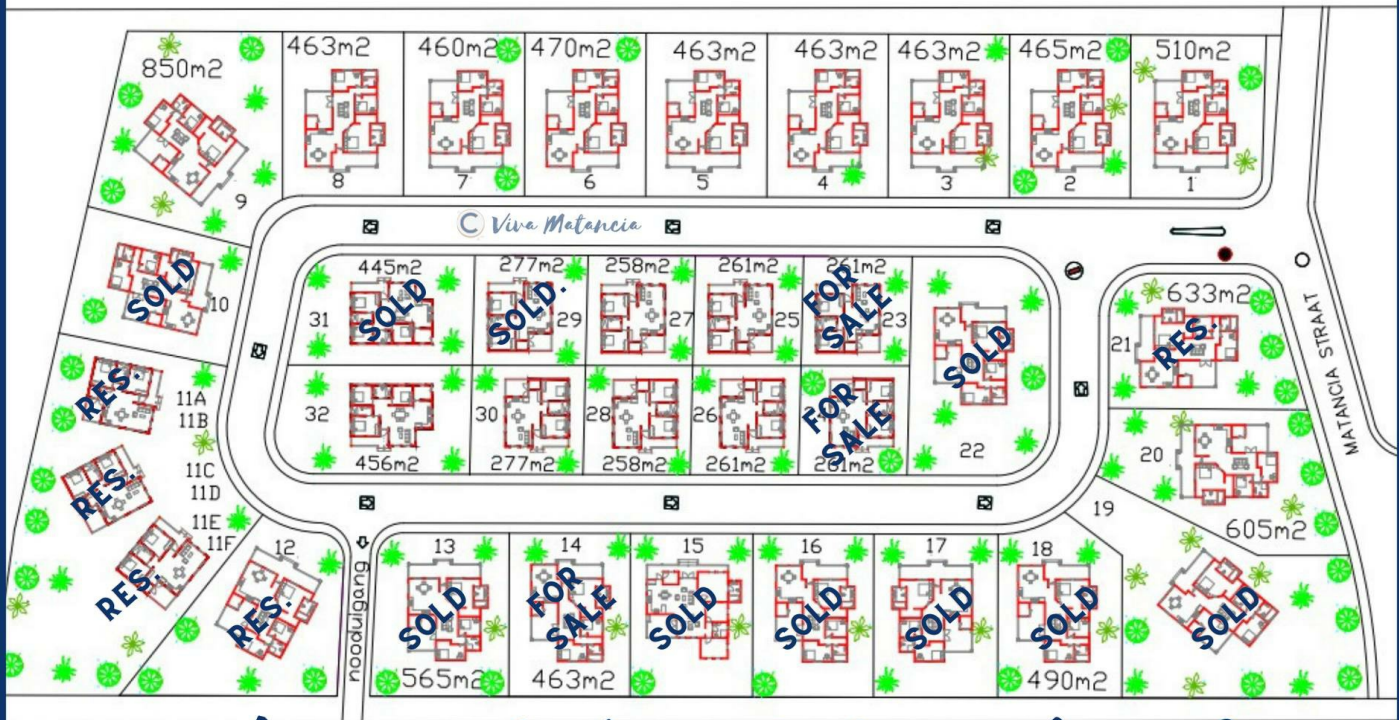 463m2
460m2
470m2
463m2
463m2
463m2
465m2
510m2
850m2
8
7
6
5
4
3
2
1
9
© Viva Matancia
445m2
277m2
258m2
261m2
261m2
633m2
SOLD
10
31
SOLD
SOLD.
29
27
25
FOR
SALE
23
SOLD
21
RES.
MATANCIA STRAAT
RES.
11A
11B
32
30
28
26
FOR
SALE
22
20
456m2
277m2
258m2
261m2
261m2
RES.
11C
11D
11E
11F
19
605m2
RES.
12
RES.
nooduigang
13
14
15
16
17
18
SOLD
FOR
SALE
SOLD
SOLD
SOLD
SOLD
SOLD
565m2
463m2
490m2